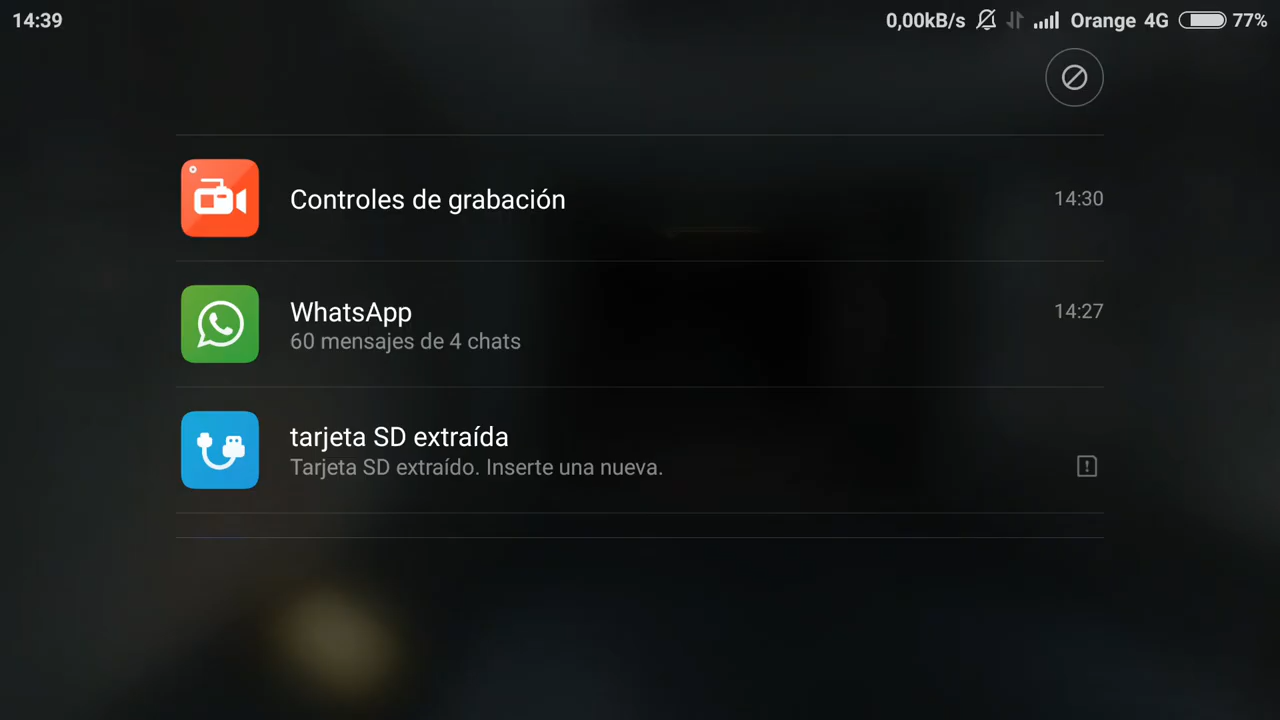 14:39
0,00kB/s Orange 4G 77%
Controles de grabación
14:30
WhatsApp
14:27
60 mensajes de 4 chats
tarjeta SD extraída
Tarjeta SD extraído. Inserte una nueva.